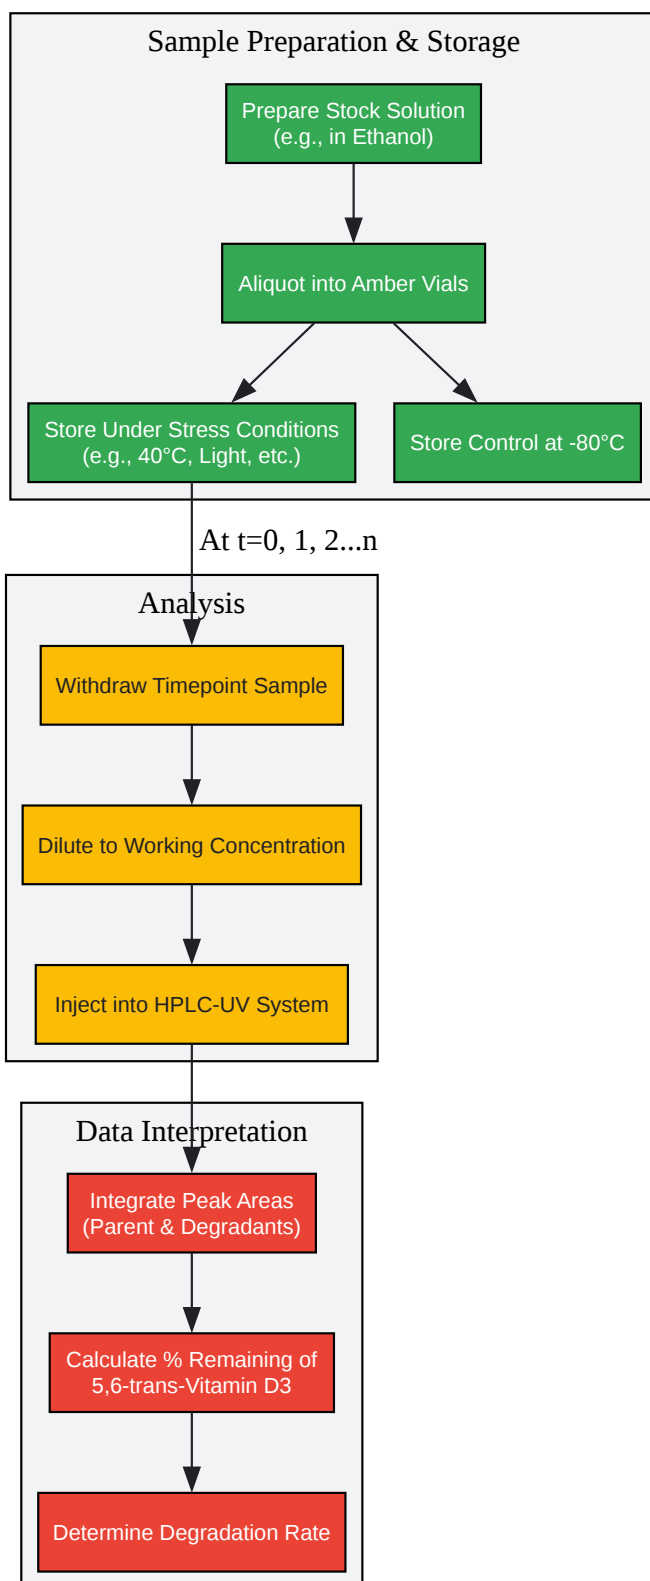 Sample Preparation & Storage
Prepare Stock Solution
(e.g., in Ethanol)
Aliquot into Amber Vials
Store Under Stress Conditions
(e.g., 40°C, Light, etc.)
Store Control at -80°C
At t=0, 1, 2...n
Analysis
Withdraw Timepoint Sample
Dilute to Working Concentration
Inject into HPLC-UV System
Data Interpretation
Integrate Peak Areas
(Parent & Degradants)
Calculate % Remaining of
5,6-trans-Vitamin D3
Determine Degradation Rate